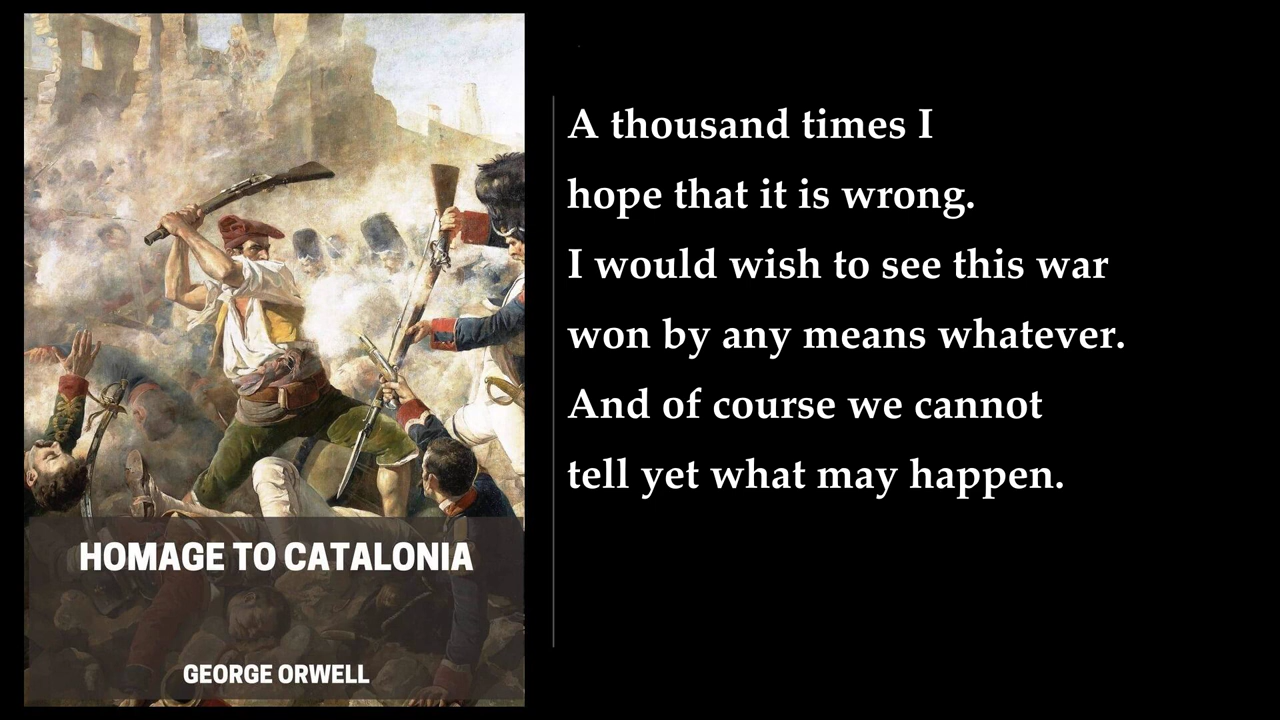 HOMAGE TO CATALONIA
GEORGE ORWELL
A thousand times I
hope that it is wrong.
I would wish to see this war
won by any means whatever.
And of course we cannot
tell yet what may happen.